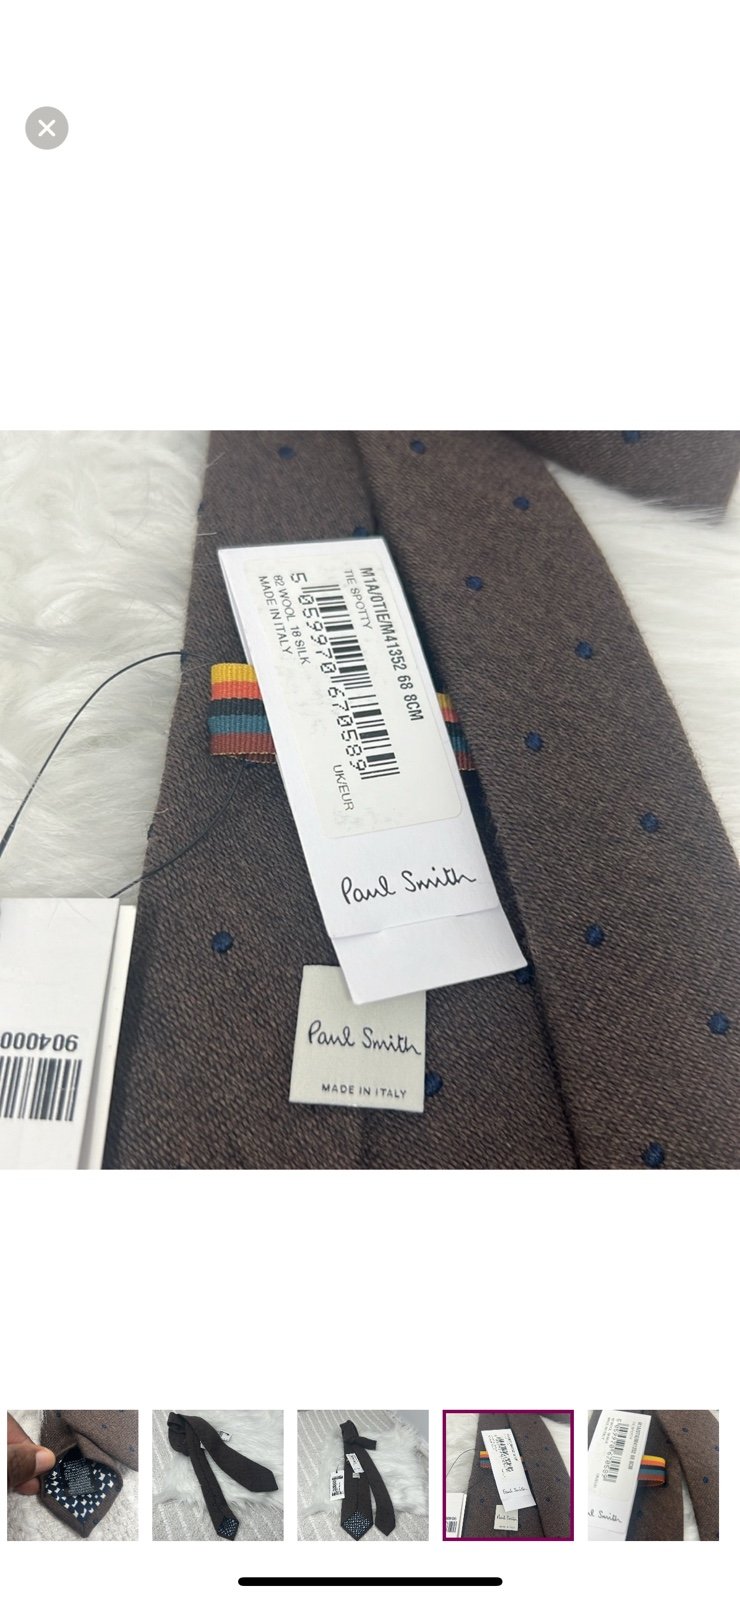 M1A/0TIE/M41352 68 8CM
TIE SPOTTY
5 059970 670589
82 WOOL 18 SILK
MADE IN ITALY
UK/EUR
Paul Smith
Paul Smith
MADE IN ITALY
904000